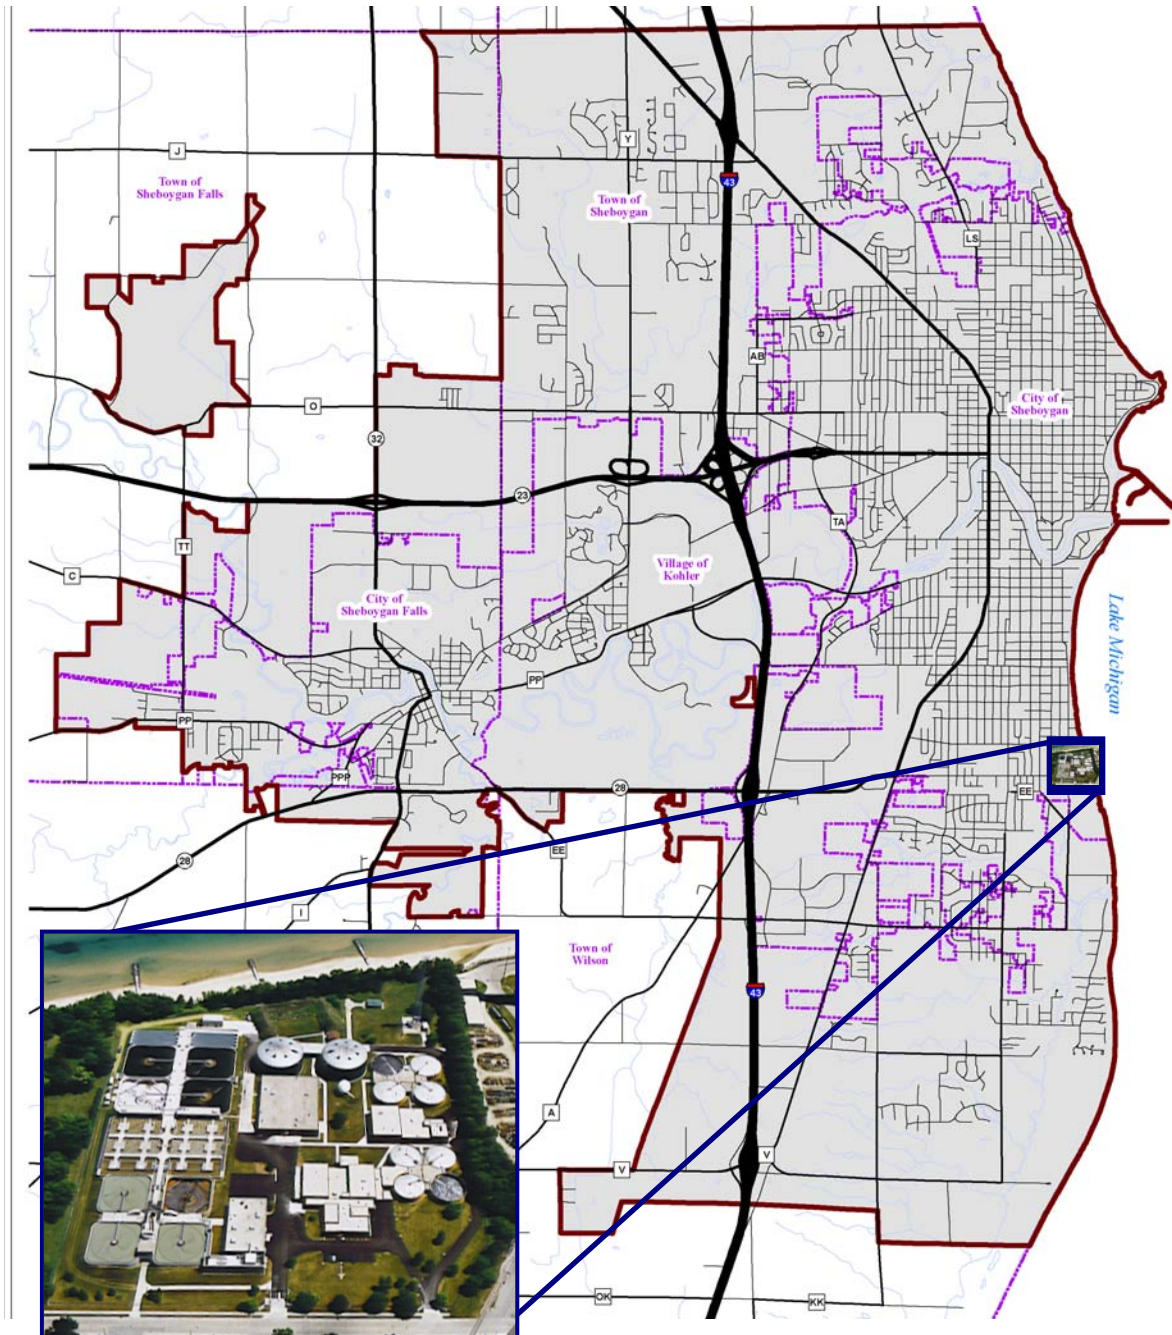 J
Y
43
Town of
Sheboygan Falls
Town of
Sheboygan
LS
AB
City of
Sheboygan
O
32
23
TA
TT
C
Village of
Kohler
City of
Sheboygan Falls
Lake Michigan
PP
PP
PPP
28
EE
EE
28
I
Town of
Wilson
43
A
V
V
OK
KK